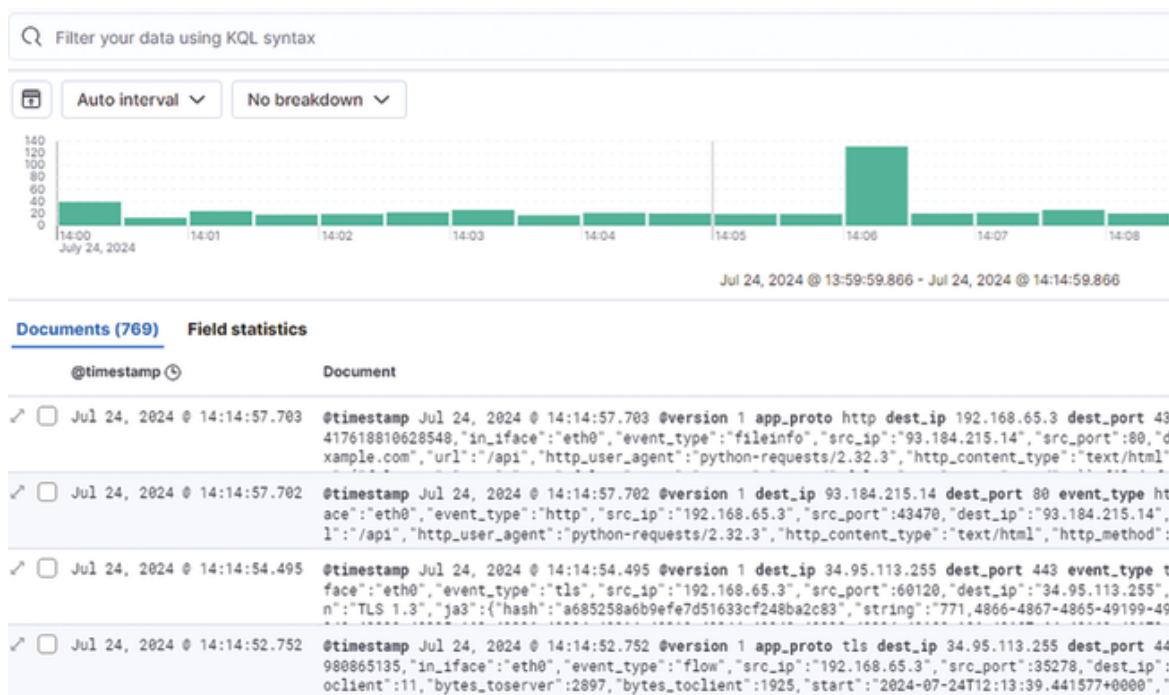 Filter your data using KQL syntax
Auto interval
No breakdown
140
120
100
80
60
40
20
0
14:00 14:01 14:02 14:03 14:04 14:05 14:06 14:07 14:08
July 24, 2024
Jul 24, 2024 @ 13:59:59.866 - Jul 24, 2024 @ 14:14:59.866
Documents (769) Field statistics
@timestamp Document
Jul 24, 2024 @ 14:14:57.703 @timestamp Jul 24, 2024 @ 14:14:57.703 @version 1 app_proto http dest_ip 192.168.65.3 dest_port 43
417618810628548,"in_iface":"eth0","event_type":"fileinfo","src_ip":"93.184.215.14","src_port":80,"d
xample.com","url":"/api","http_user_agent":"python-requests/2.32.3","http_content_type":"text/html"
Jul 24, 2024 @ 14:14:57.702 @timestamp Jul 24, 2024 @ 14:14:57.702 @version 1 dest_ip 93.184.215.14 dest_port 80 event_type ht
ace":"eth0","event_type":"http","src_ip":"192.168.65.3","src_port":43470,"dest_ip":"93.184.215.14",
l":"/api","http_user_agent":"python-requests/2.32.3","http_content_type":"text/html","http_method":
Jul 24, 2024 @ 14:14:54.495 @timestamp Jul 24, 2024 @ 14:14:54.495 @version 1 dest_ip 34.95.113.255 dest_port 443 event_type t
face":"eth0","event_type":"tls","src_ip":"192.168.65.3","src_port":60120,"dest_ip":"34.95.113.255",
n":"TLS 1.3","ja3":{"hash":"a685258a6b9efe7d51633cf248ba2c83","string":"771,4866-4867-4865-49199-49
Jul 24, 2024 @ 14:14:52.752 @timestamp Jul 24, 2024 @ 14:14:52.752 @version 1 app_proto tls dest_ip 34.95.113.255 dest_port 44
980865135,"in_iface":"eth0","event_type":"flow","src_ip":"192.168.65.3","src_port":35278,"dest_ip":
oclient":11,"bytes_toserver":2897,"bytes_toclient":1925,"start":"2024-07-24T12:13:39.441577+0000"